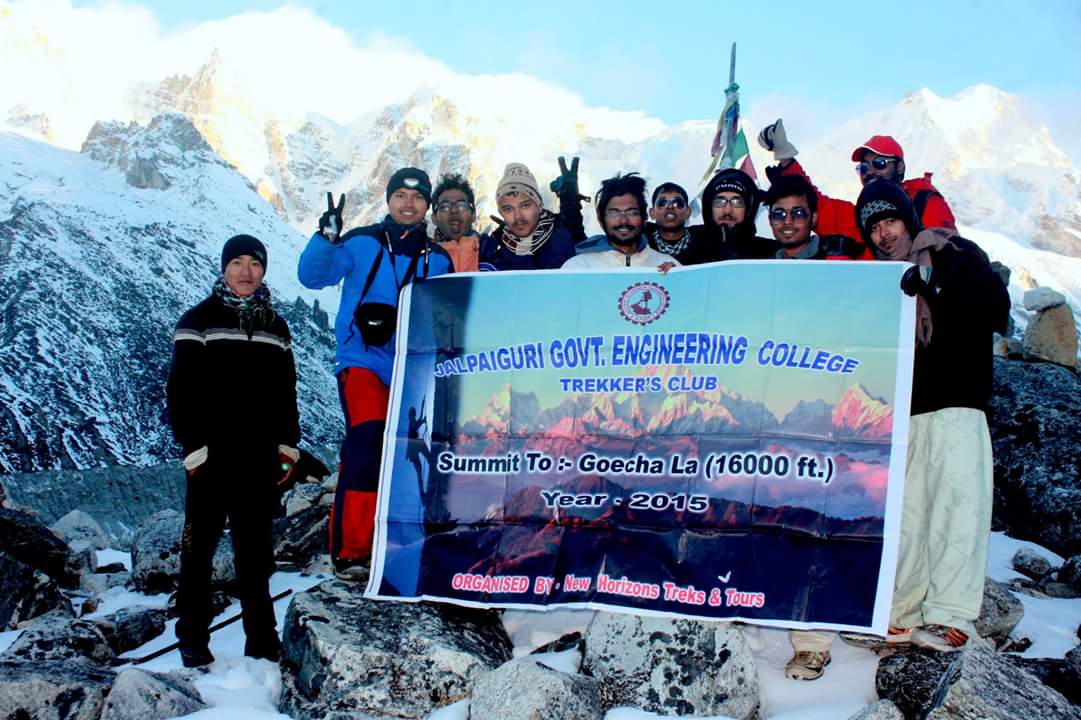 PUMA
JALPAIGURI GOVT. ENGINEERING COLLEGE
TREKKER'S CLUB
Summit To :- Goecha La (16000 ft.)
Year - 2015
ORGANISED BY- New Horizons Treks & Tours